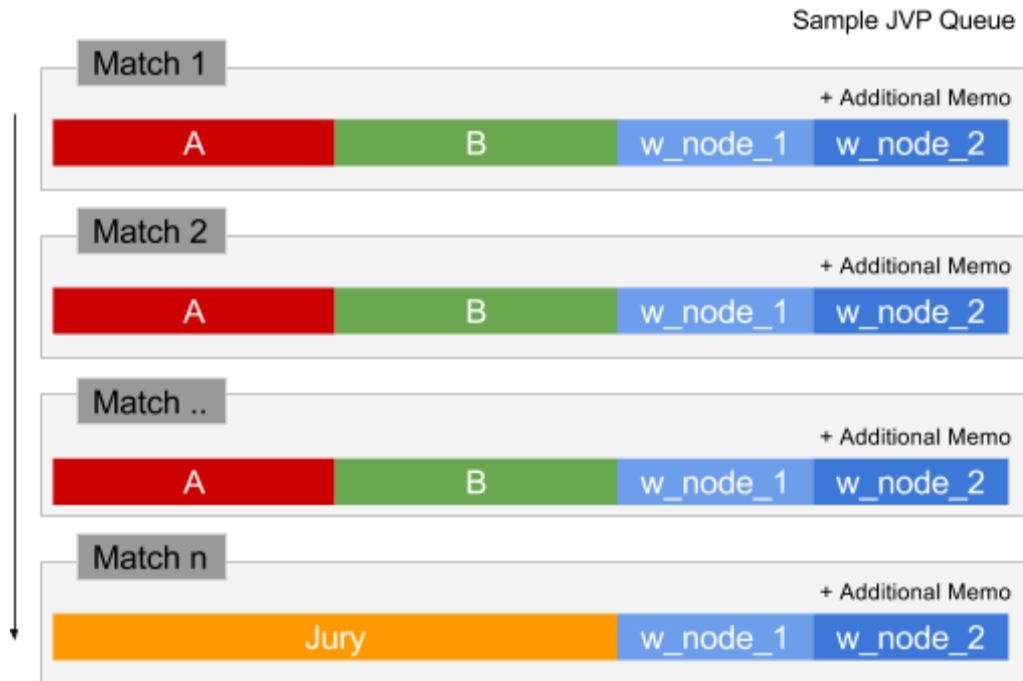 Sample JVP Queue
Match 1
+ Additional Memo
A B w_node_1 w_node_2
Match 2
+ Additional Memo
A B w_node_1 w_node_2
Match ..
+ Additional Memo
A B w_node_1 w_node_2
Match n
+ Additional Memo
Jury w_node_1 w_node_2